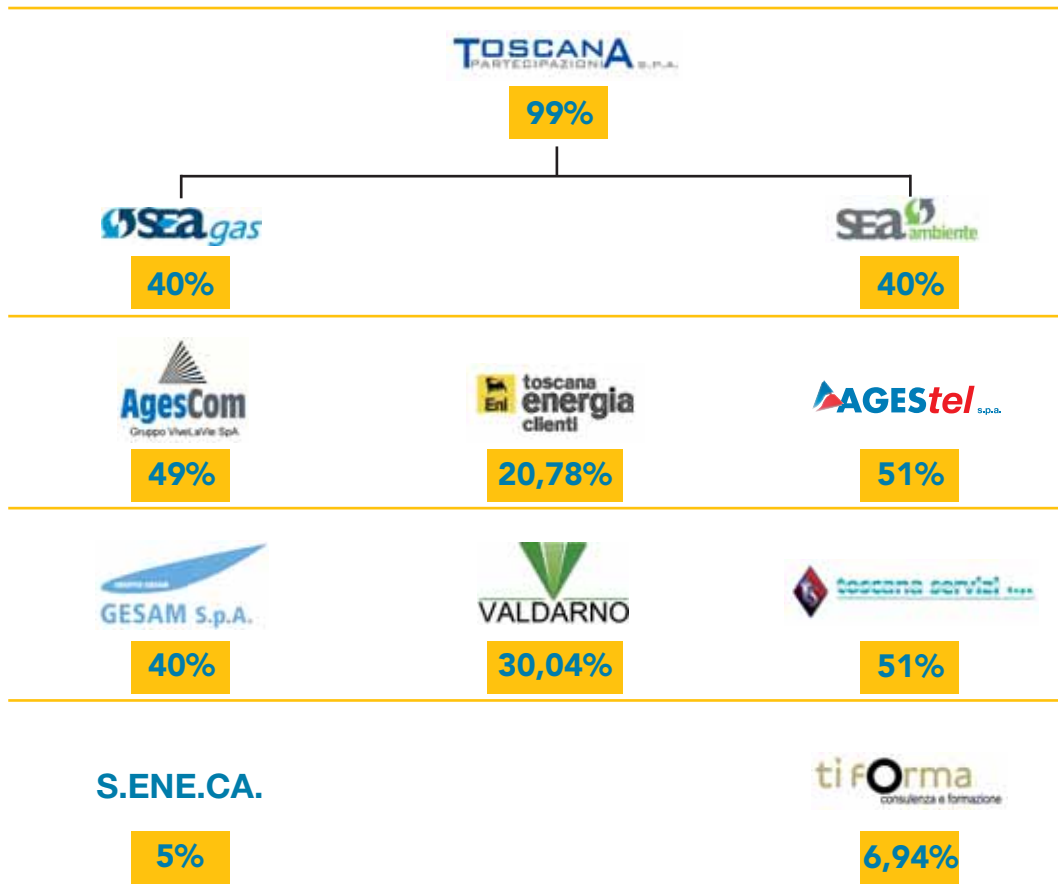 TOSCANA
PARTECIPAZIONI S.P.A.
99%
SEA gas
SEA ambiente
40%
40%
AgesCom
Gruppo ViveLaVie SpA
Eni
toscana
energia
clienti
AGEStel s.p.a.
49%
20,78%
51%
GESAM S.p.A.
VALDARNO
toscana servizi
40%
30,04%
51%
S.ENE.CA.
ti forma
consulenza e formazione
5%
6,94%